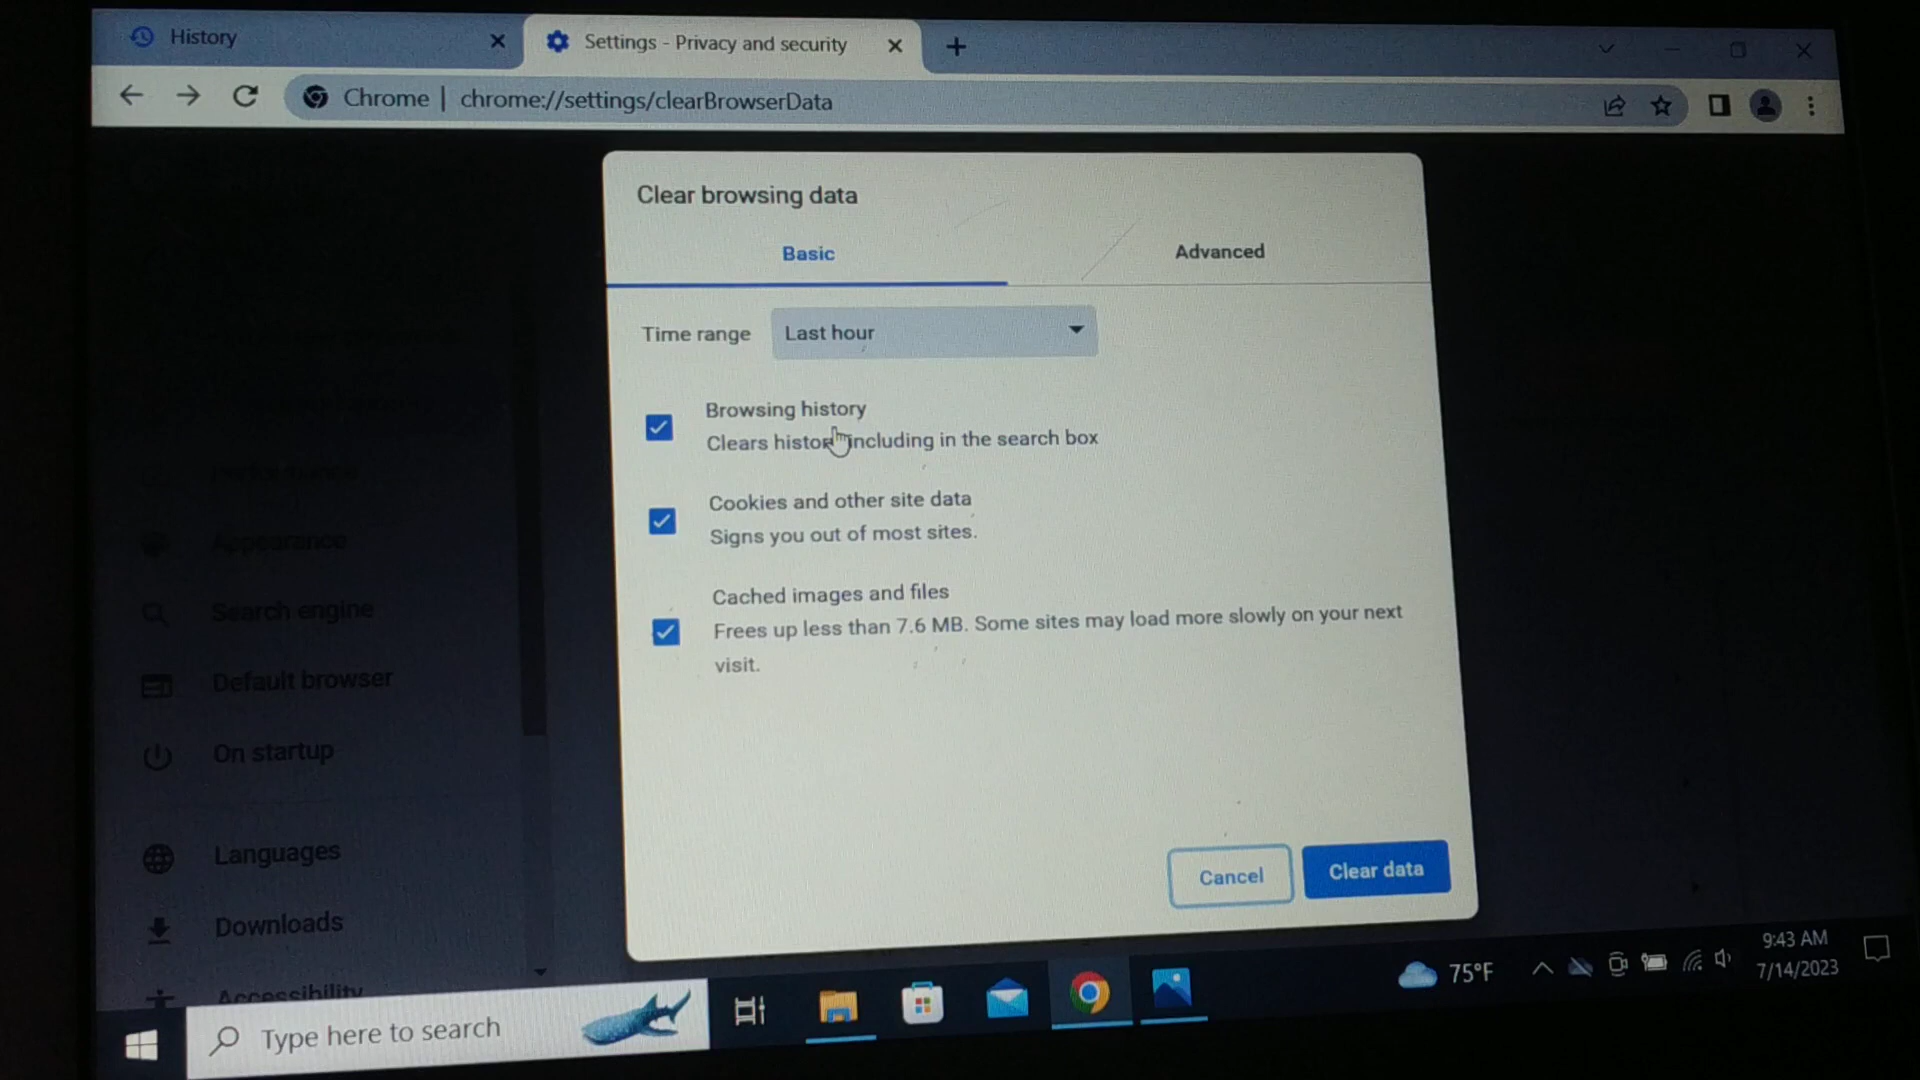 History
Settings - Privacy and security
Chrome | chrome://settings/clearBrowserData
Clear browsing data
Basic
Advanced
Time range
Last hour
Browsing history
Clears history, including in the search box
Cookies and other site data
Signs you out of most sites.
Cached images and files
Frees up less than 7.6 MB. Some sites may load more slowly on your next
visit.
Cancel
Clear data
Performance
Appearance
Search engine
Default browser
On startup
Languages
Downloads
Accessibility
Type here to search
75°F
9:43 AM
7/14/2023